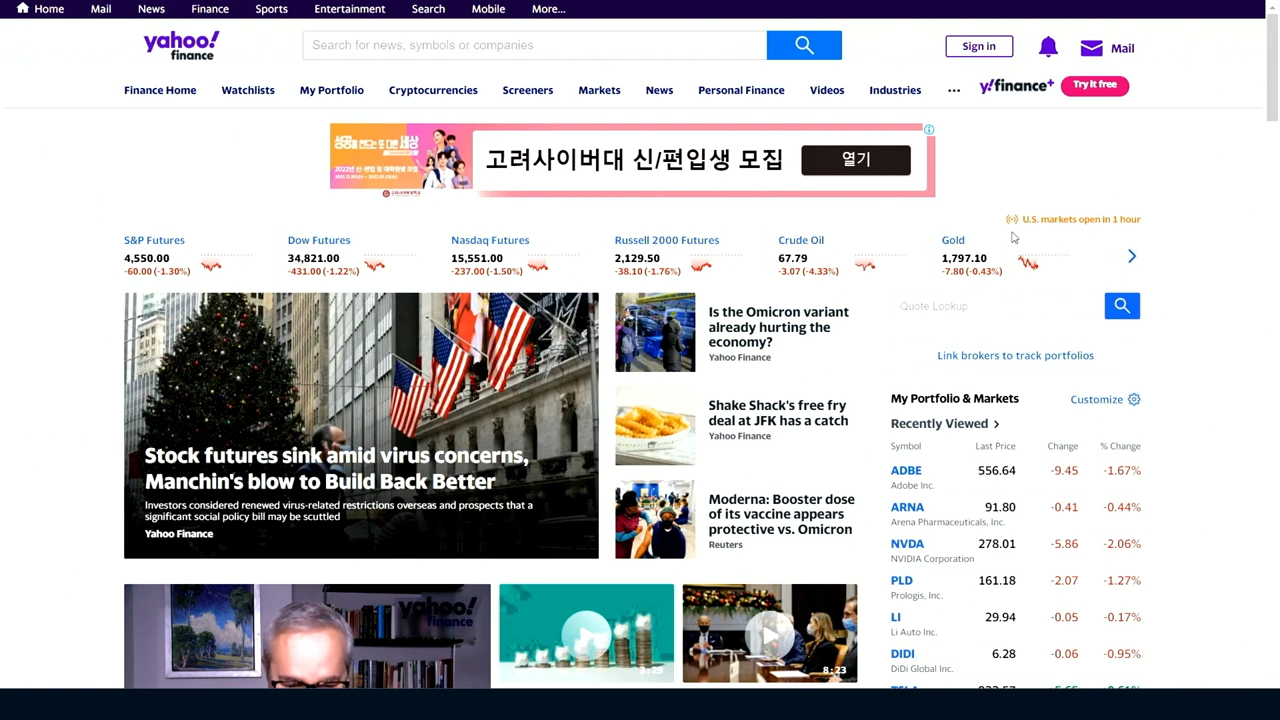 Home Mail News Finance Sports Entertainment Search Mobile More...
yahoo!
finance
Search for news, symbols or companies
Sign in
Mail
Finance Home Watchlists My Portfolio Cryptocurrencies Screeners Markets News Personal Finance Videos Industries ... y!finance+ Try it free
성공을 만드는 또 다른 세상
고려사이버대 신/편입생 모집
열기
U.S. markets open in 1 hour
S&P Futures
4,550.00
-60.00 (-1.30%)
Dow Futures
34,821.00
-431.00 (-1.22%)
Nasdaq Futures
15,551.00
-237.00 (-1.50%)
Russell 2000 Futures
2,129.50
-38.10 (-1.76%)
Crude Oil
67.79
-3.07 (-4.33%)
Gold
1,797.10
-7.80 (-0.43%)
Stock futures sink amid virus concerns,
Manchin's blow to Build Back Better
Investors considered renewed virus-related restrictions overseas and prospects that a
significant social policy bill may be scuttled
Yahoo Finance
Is the Omicron variant
already hurting the
economy?
Yahoo Finance
Shake Shack's free fry
deal at JFK has a catch
Yahoo Finance
Moderna: Booster dose
of its vaccine appears
protective vs. Omicron
Reuters
Quote Lookup
Link brokers to track portfolios
My Portfolio & Markets Customize
Recently Viewed >
Symbol Last Price Change % Change
ADBE 556.64 -9.45 -1.67%
Adobe Inc.
ARNA 91.80 -0.41 -0.44%
Arena Pharmaceuticals, Inc.
NVDA 278.01 -5.86 -2.06%
NVIDIA Corporation
PLD 161.18 -2.07 -1.27%
Prologis, Inc.
LI 29.94 -0.05 -0.17%
Li Auto Inc.
DIDI 6.28 -0.06 -0.95%
DiDi Global Inc.
yahoo!
finance
8:23